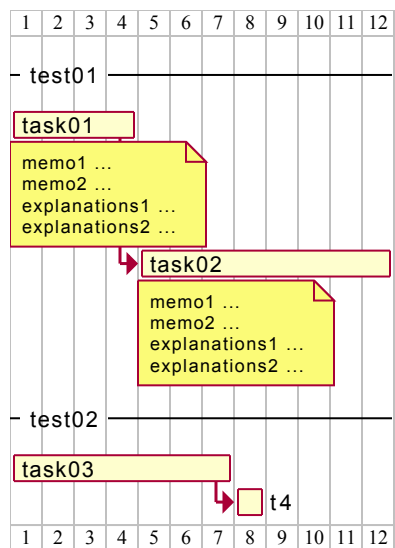 1 2 3 4 5 6 7 8 9 10 11 12
test01
task01
memo1 ...
memo2 ...
explanations1 ...
explanations2 ...
task02
memo1 ...
memo2 ...
explanations1 ...
explanations2 ...
test02
task03
t4
1 2 3 4 5 6 7 8 9 10 11 12